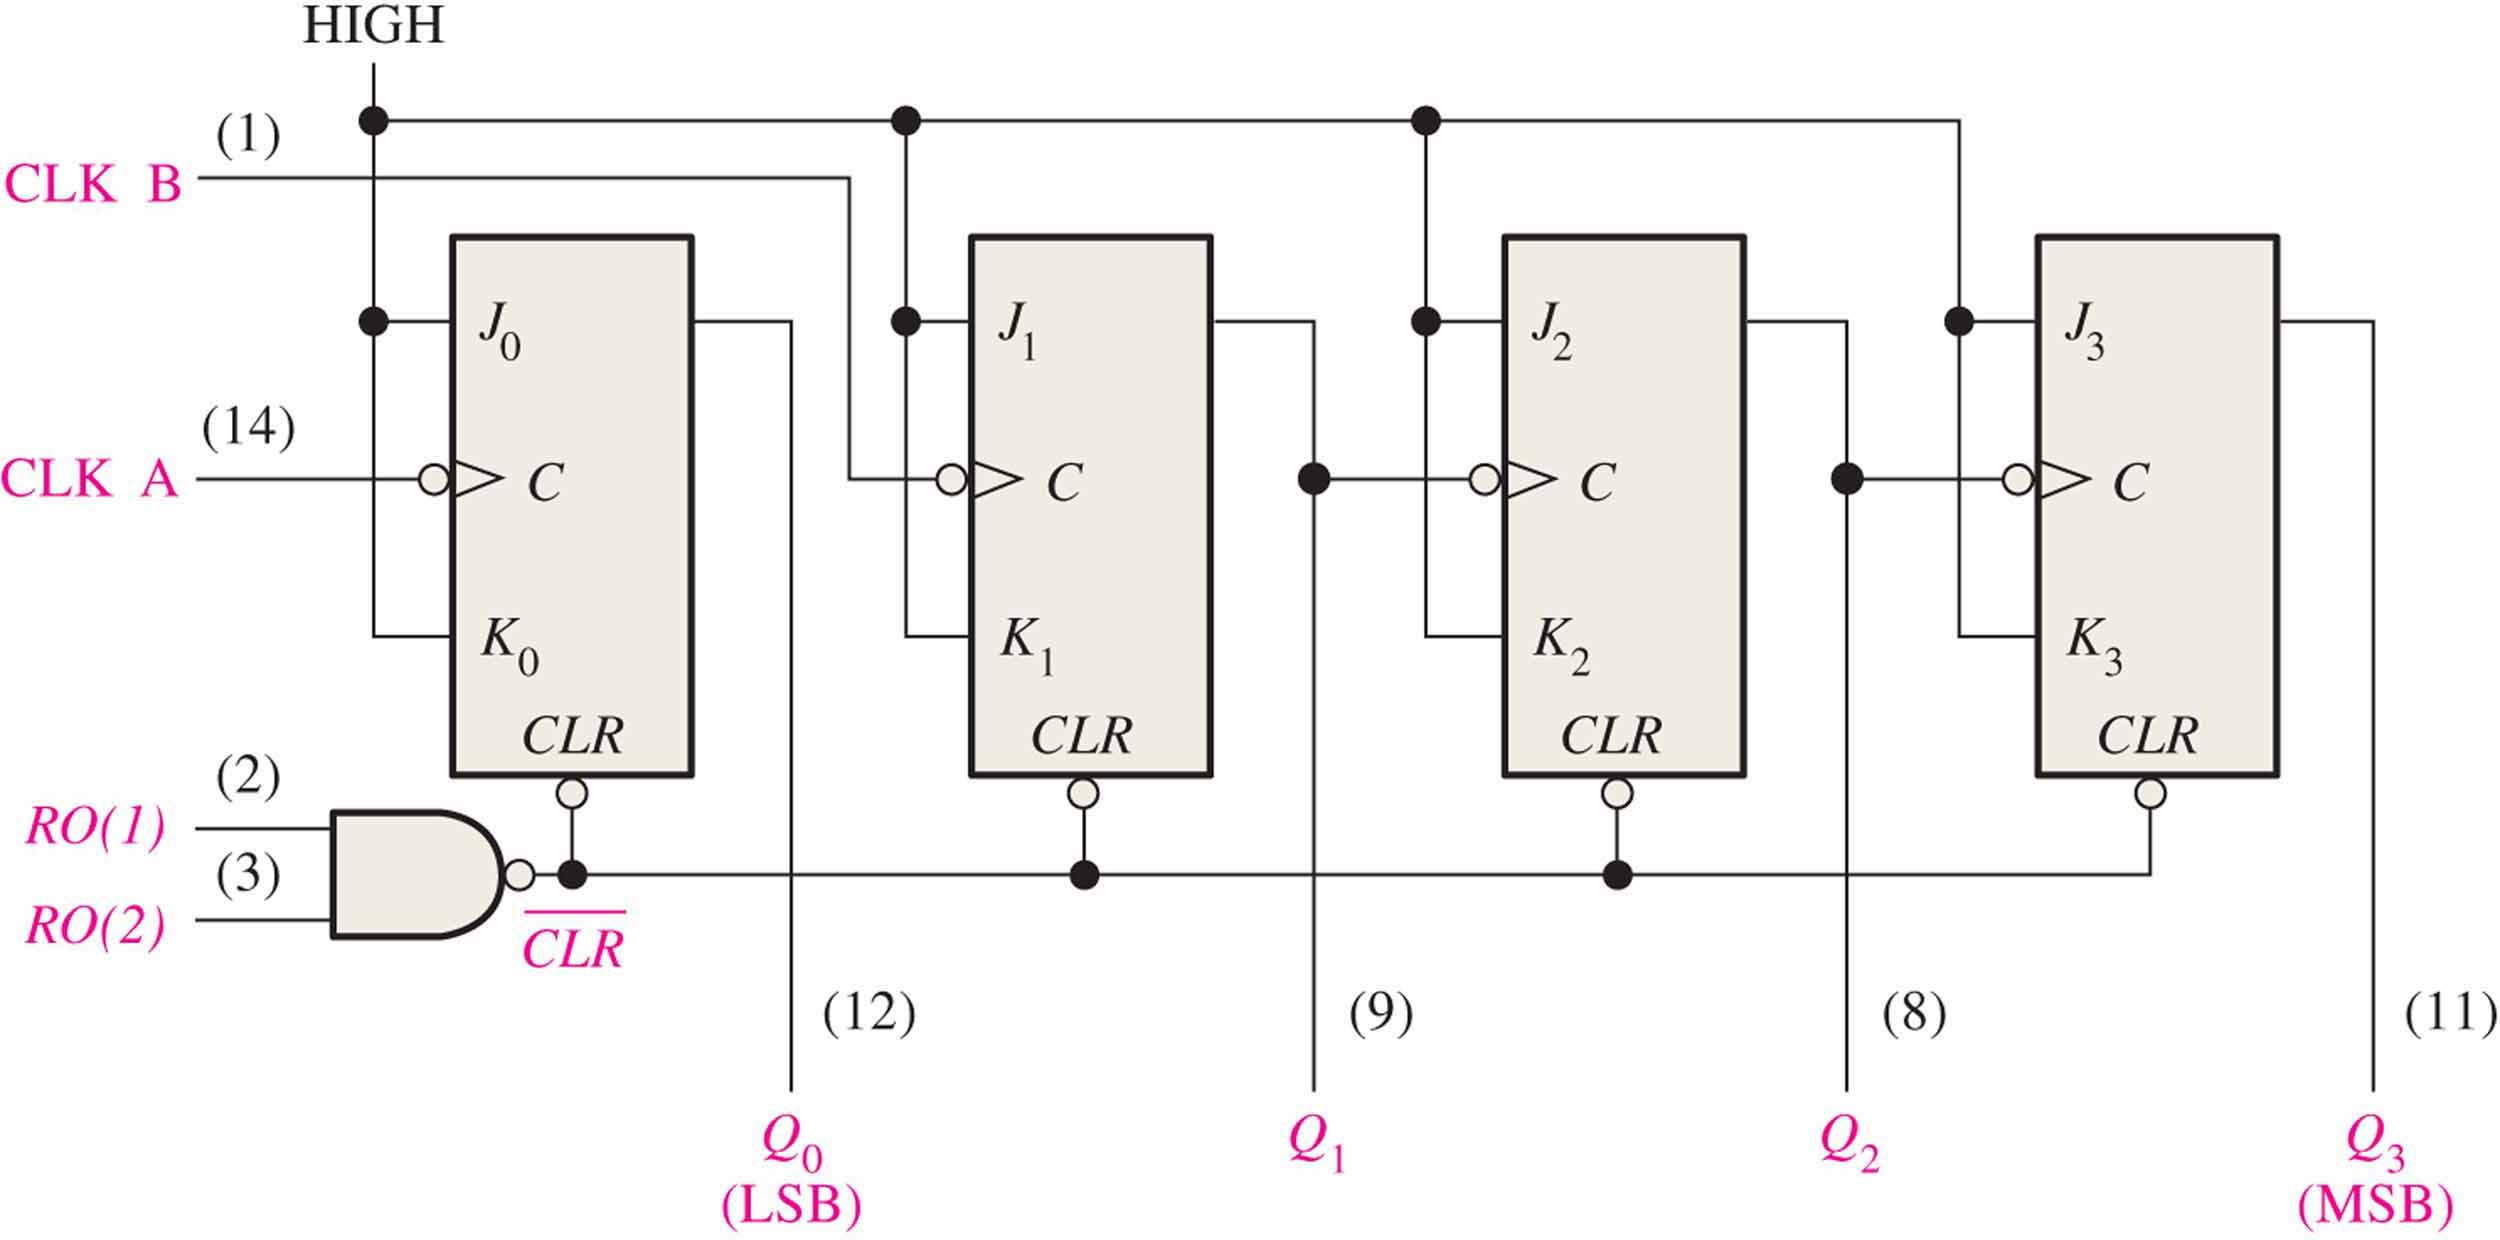 HIGH
(1)
CLK B
J0 J1 J2 J3
(14)
CLK A C C C C
K0 K1 K2 K3
CLR CLR CLR CLR
(2)
RO(1)
(3)
RO(2)
C̅L̅R̅
(12) (9) (8) (11)
Q0 Q1 Q2 Q3
(LSB) (MSB)